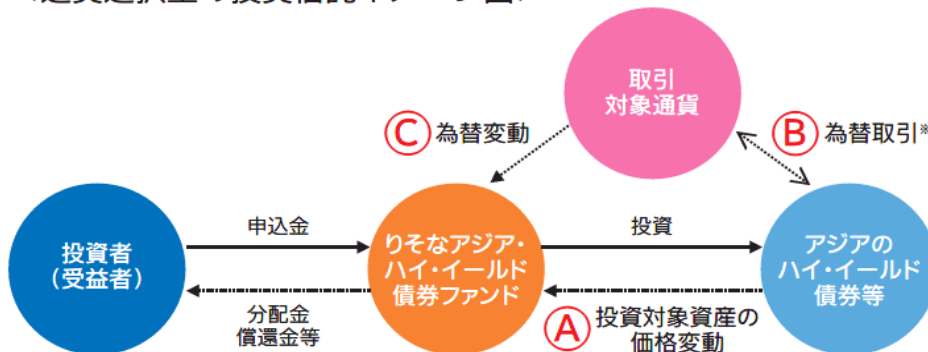 取引
対象通貨
Ⓒ 為替変動
Ⓑ 為替取引※
投資者
(受益者)
申込金
りそなアジア・
ハイ・イールド
債券ファンド
投資
アジアの
ハイ・イールド
債券等
分配金
償還金等
Ⓐ 投資対象資産の
価格変動